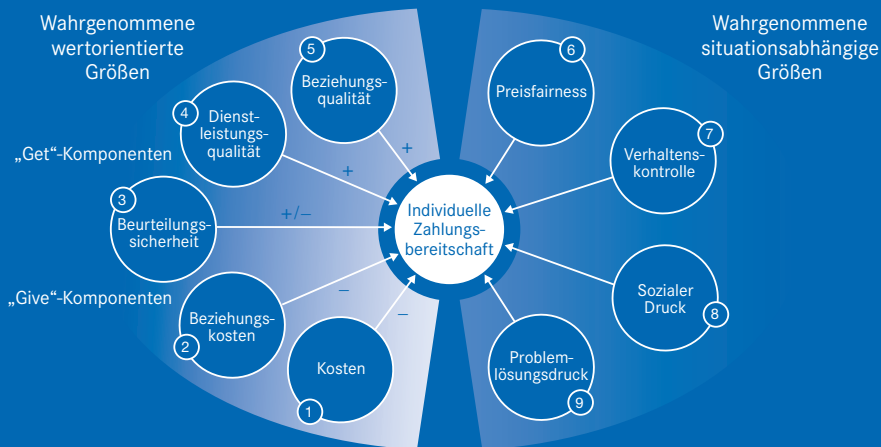 Wahrgenommene
wertorientierte
Größen
Wahrgenommene
situationsabhängige
Größen
5
Beziehungs-
qualität
+
6
Preisfairness
4
Dienst-
leistungs-
qualität
+
„Get“-Komponenten
7
Verhaltens-
kontrolle
3
Beurteilungs-
sicherheit
+/–
Individuelle
Zahlungs-
bereitschaft
„Give“-Komponenten
2
Beziehungs-
kosten
–
8
Sozialer
Druck
1
Kosten
–
9
Problem-
lösungsdruck